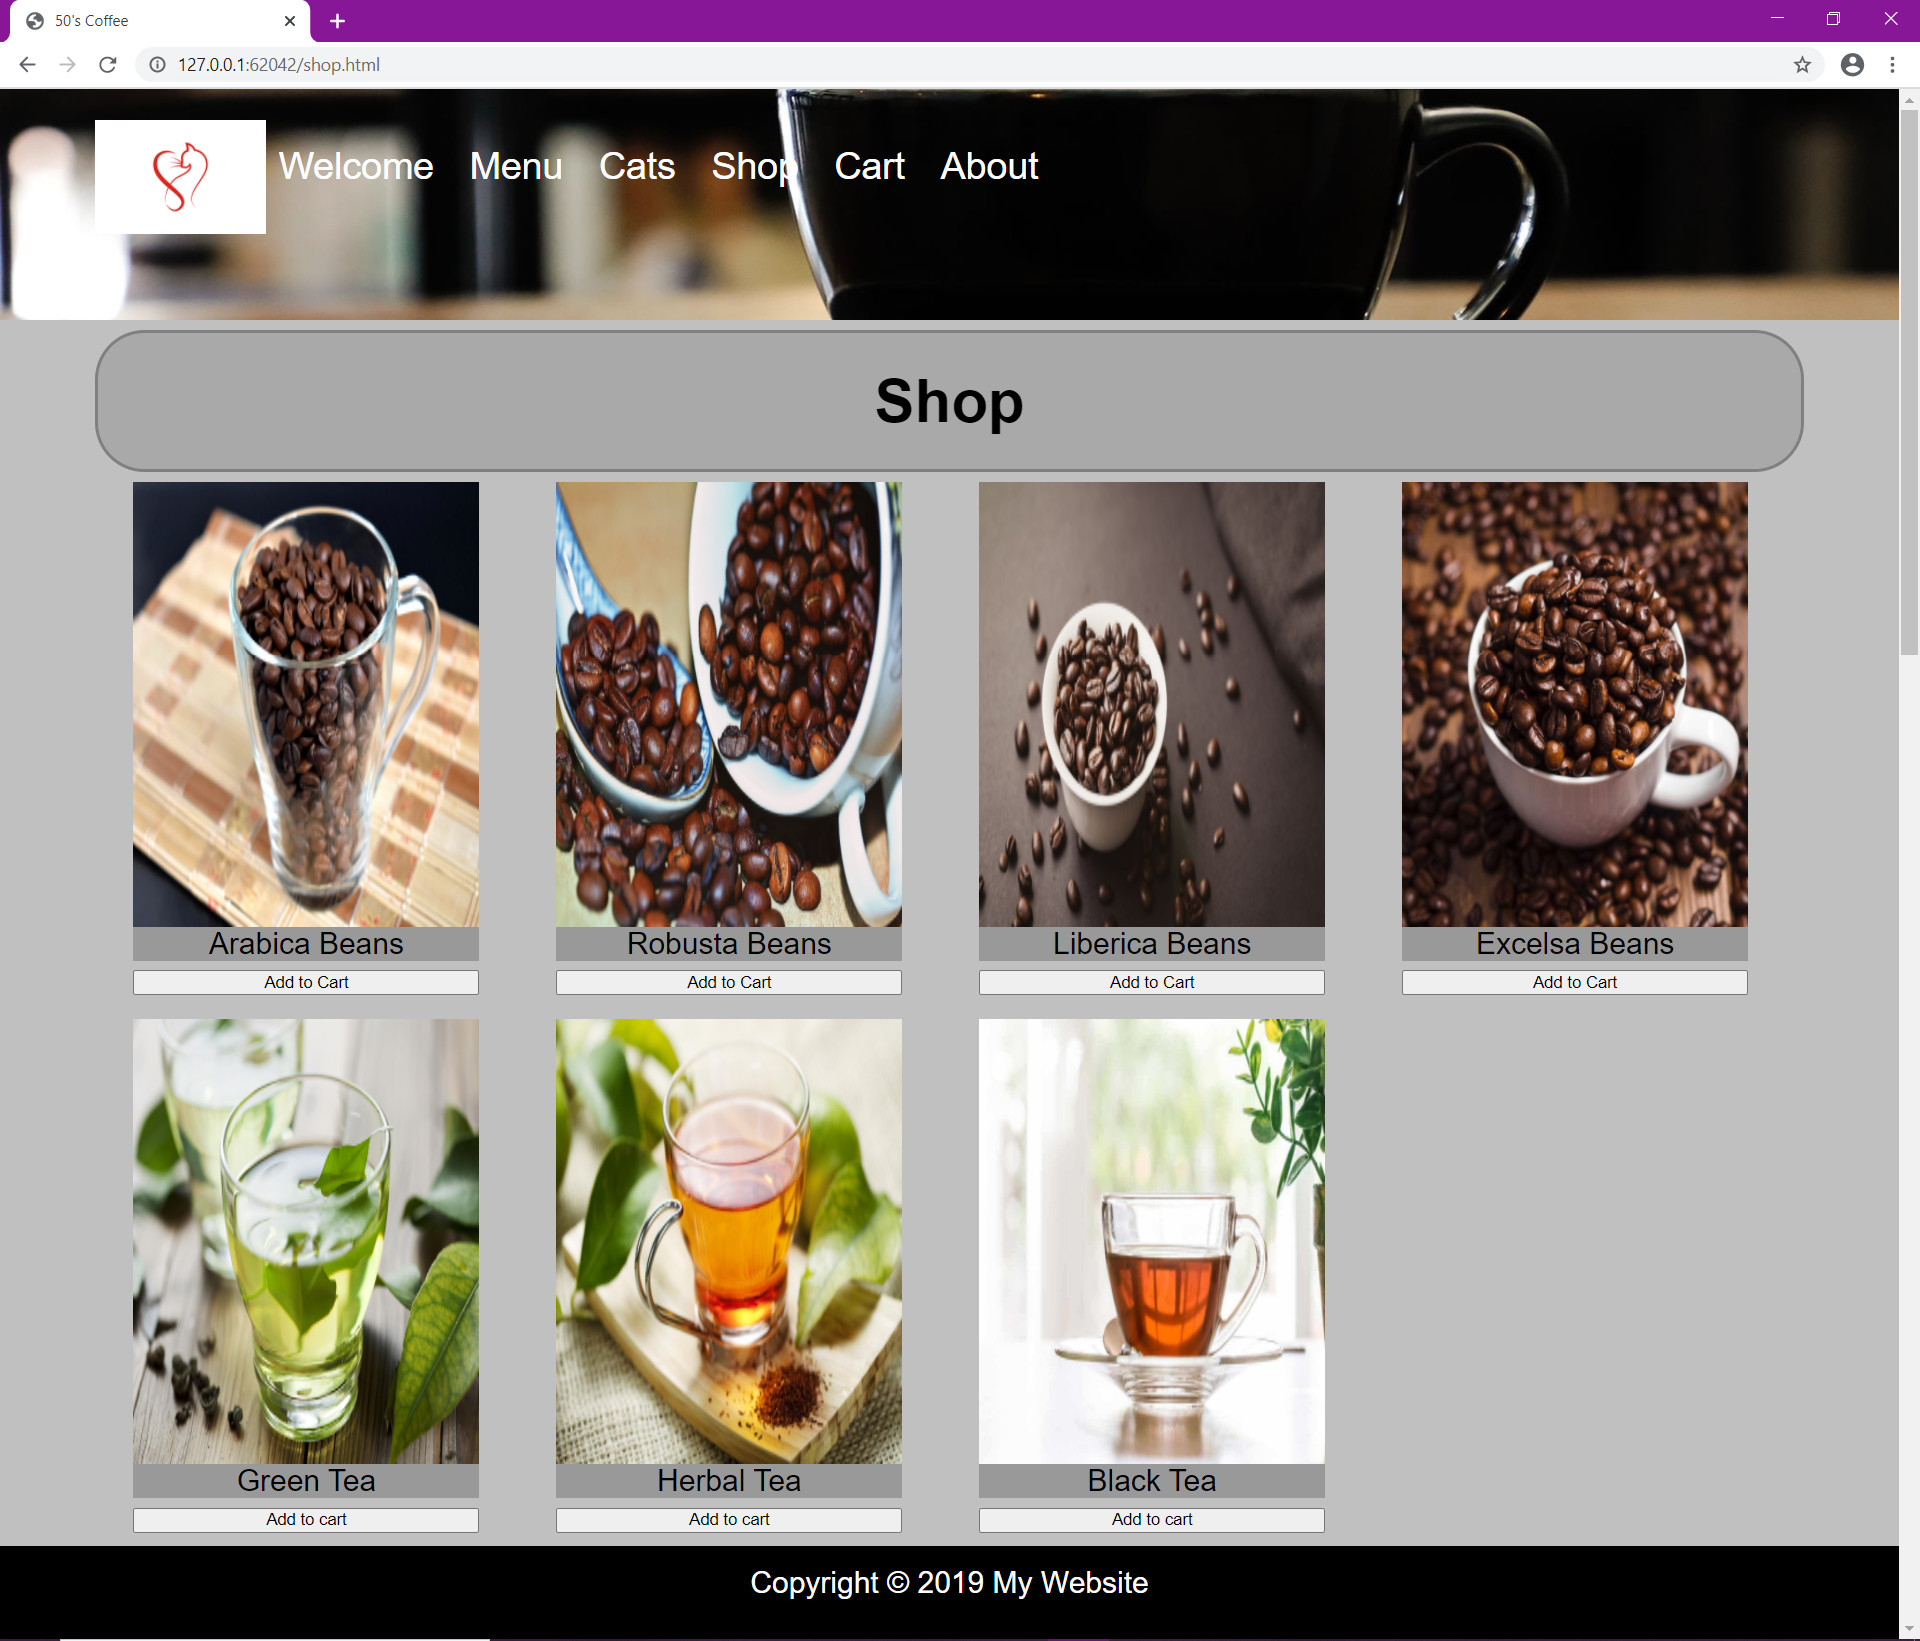 50's Coffee
127.0.0.1:62042/shop.html
Welcome Menu Cats Shop Cart About
Shop
Arabica Beans Robusta Beans Liberica Beans Excelsa Beans
Add to Cart Add to Cart Add to Cart Add to Cart
Green Tea Herbal Tea Black Tea
Add to cart Add to cart Add to cart
Copyright © 2019 My Website